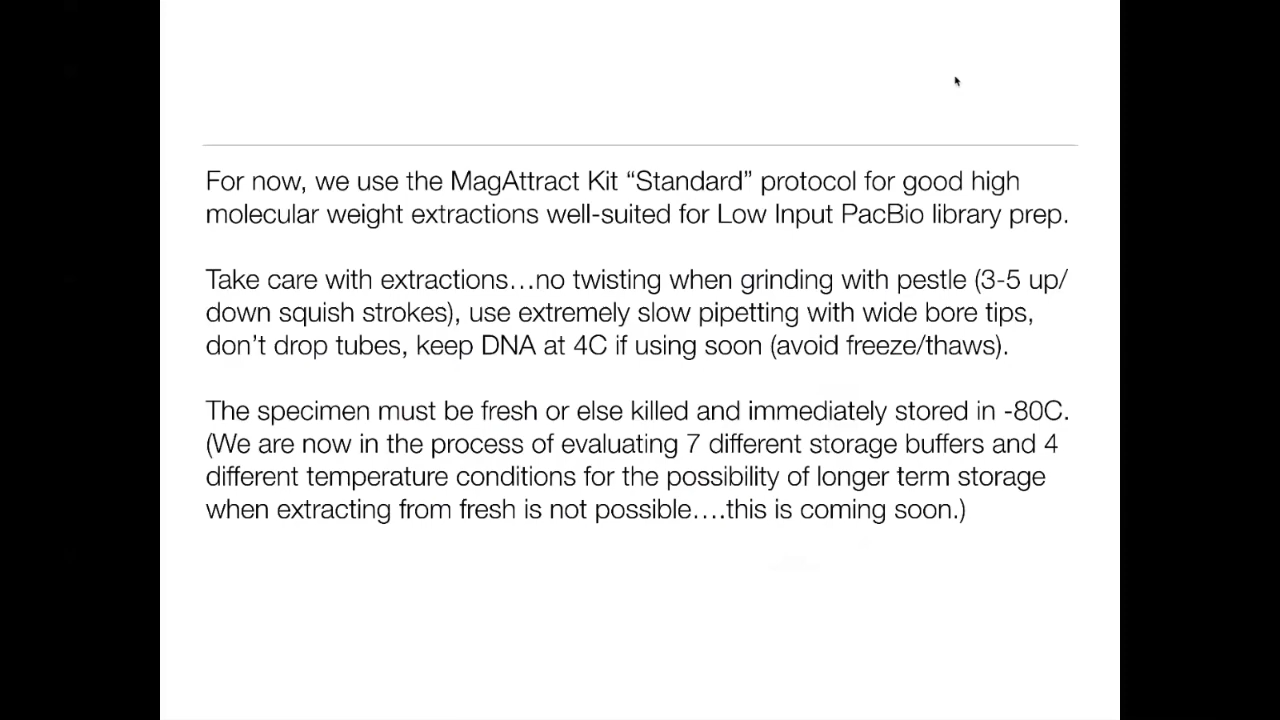 For now, we use the MagAttract Kit “Standard” protocol for good high
molecular weight extractions well-suited for Low Input PacBio library prep.
Take care with extractions…no twisting when grinding with pestle (3-5 up/
down squish strokes), use extremely slow pipetting with wide bore tips,
don’t drop tubes, keep DNA at 4C if using soon (avoid freeze/thaws).
The specimen must be fresh or else killed and immediately stored in -80C.
(We are now in the process of evaluating 7 different storage buffers and 4
different temperature conditions for the possibility of longer term storage
when extracting from fresh is not possible….this is coming soon.)